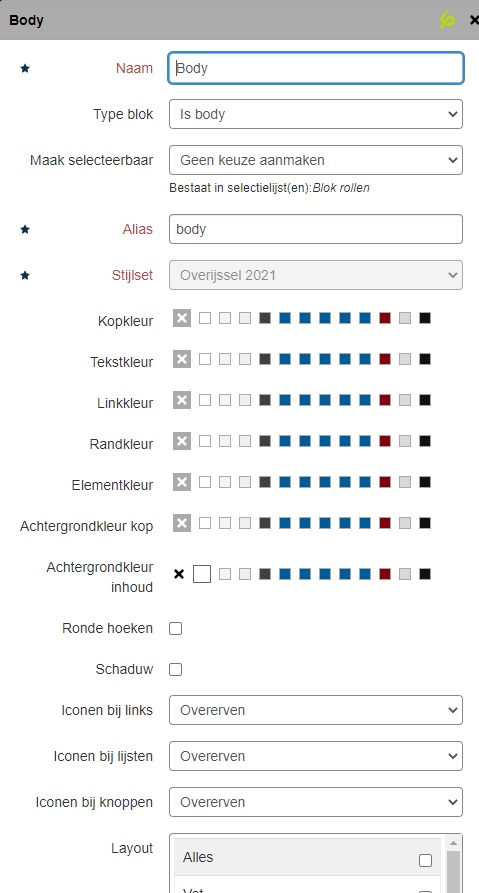 Body
Naam
Body
Type blok
Is body
Maak selecteerbaar
Geen keuze aanmaken
Bestaat in selectielijst(en):Blok rollen
Alias
body
Stijlset
Overijssel 2021
Kopkleur
Tekstkleur
Linkkleur
Randkleur
Elementkleur
Achtergrondkleur kop
Achtergrondkleur
inhoud
Ronde hoeken
Schaduw
Iconen bij links
Overerven
Iconen bij lijsten
Overerven
Iconen bij knoppen
Overerven
Layout
Alles